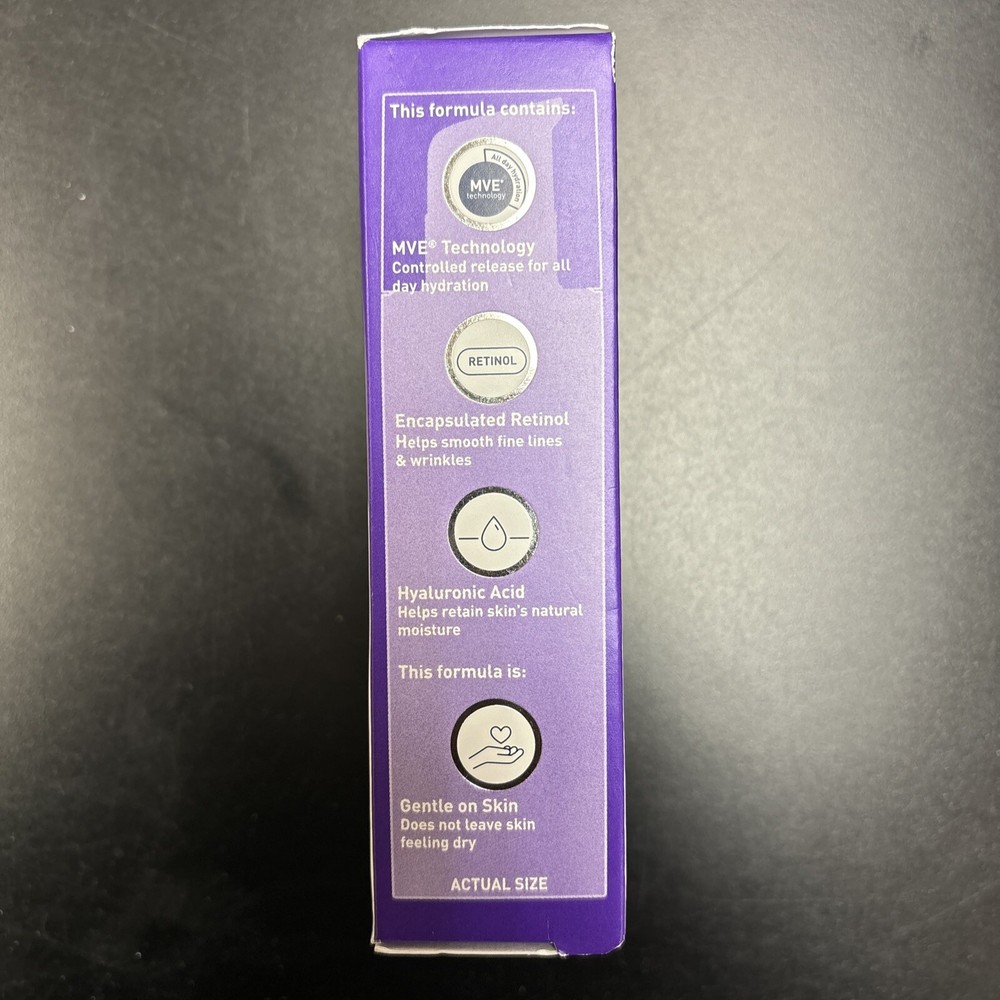 This formula contains:
All day hydration
MVE®
technology
MVE® Technology
Controlled release for all
day hydration
RETINOL
Encapsulated Retinol
Helps smooth fine lines
& wrinkles
Hyaluronic Acid
Helps retain skin's natural
moisture
This formula is:
Gentle on Skin
Does not leave skin
feeling dry
ACTUAL SIZE